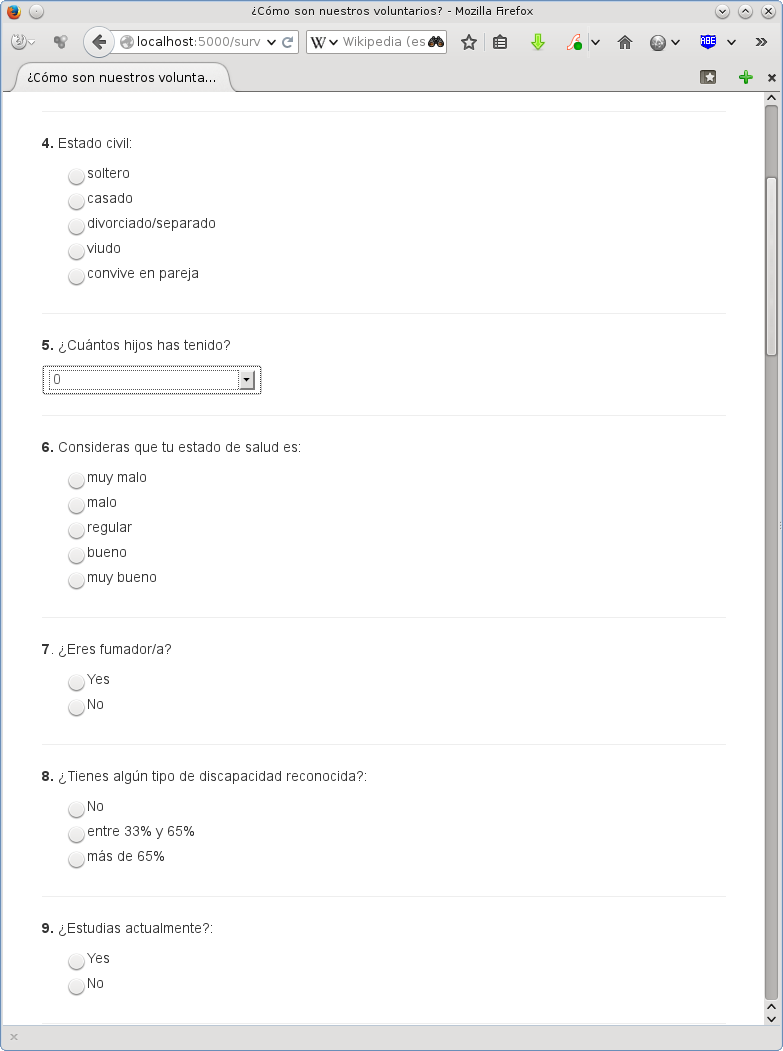 ¿Cómo son nuestros voluntarios? - Mozilla Firefox
localhost:5000/surv
W Wikipedia (es
ABE
¿Cómo son nuestros volunta...
4. Estado civil:
soltero
casado
divorciado/separado
viudo
convive en pareja
5. ¿Cuántos hijos has tenido?
0
6. Consideras que tu estado de salud es:
muy malo
malo
regular
bueno
muy bueno
7. ¿Eres fumador/a?
Yes
No
8. ¿Tienes algún tipo de discapacidad reconocida?:
No
entre 33% y 65%
más de 65%
9. ¿Estudias actualmente?:
Yes
No